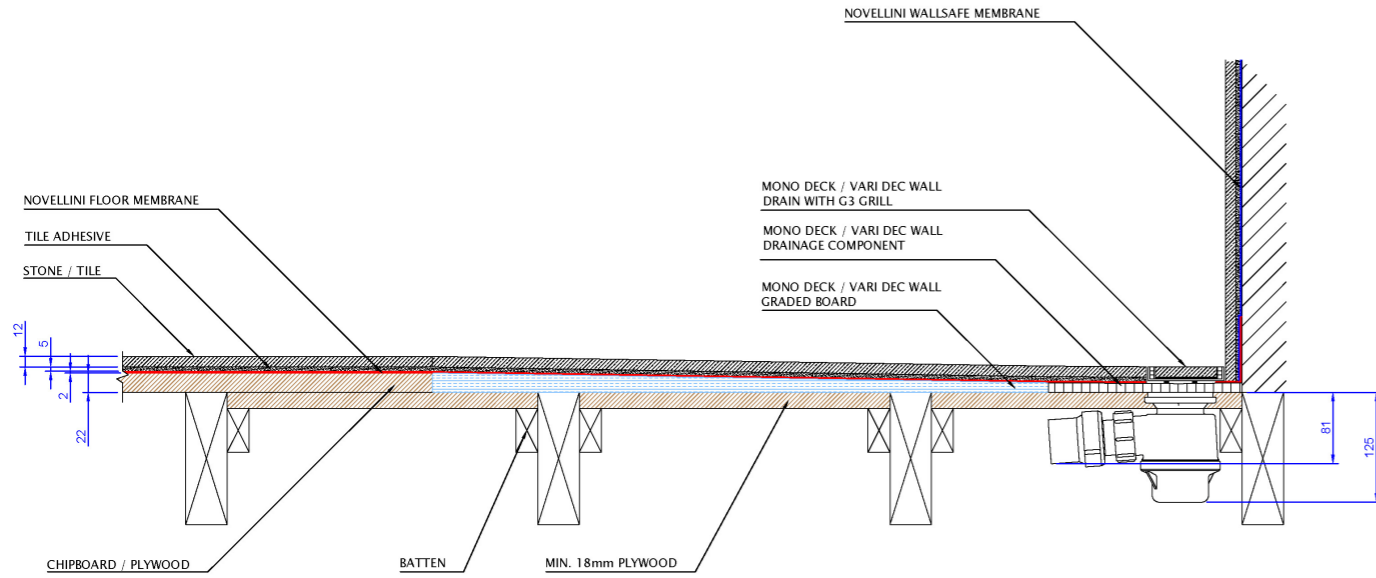 NOVELLINI WALLSAFE MEMBRANE
MONO DECK / VARI DEC WALL
DRAIN WITH G3 GRILL
NOVELLINI FLOOR MEMBRANE
MONO DECK / VARI DEC WALL
DRAINAGE COMPONENT
TILE ADHESIVE
STONE / TILE
MONO DECK / VARI DEC WALL
GRADED BOARD
12
5
2
22
81
125
CHIPBOARD / PLYWOOD
BATTEN
MIN. 18mm PLYWOOD